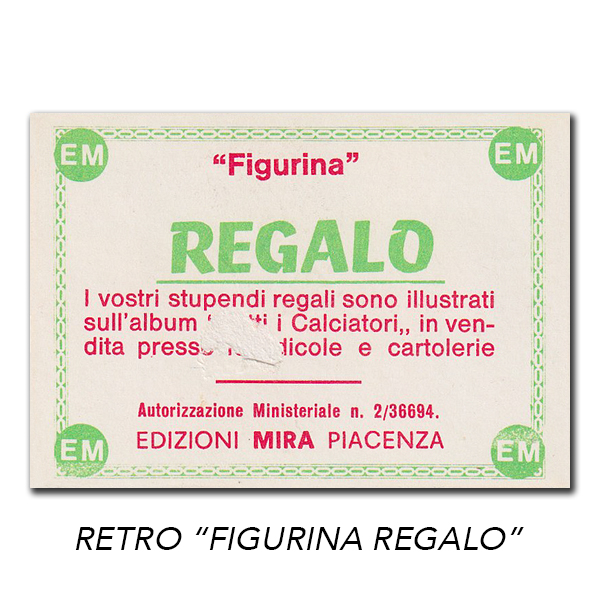 EM EM
“Figurina”
REGALO
I vostri stupendi regali sono illustrati
sull'album i Calciatori,, in ven-
dita e cartolerie
Autorizzazione Ministeriale n. 2/36694.
EDIZIONI MIRA PIACENZA
EM EM
RETRO “FIGURINA REGALO”